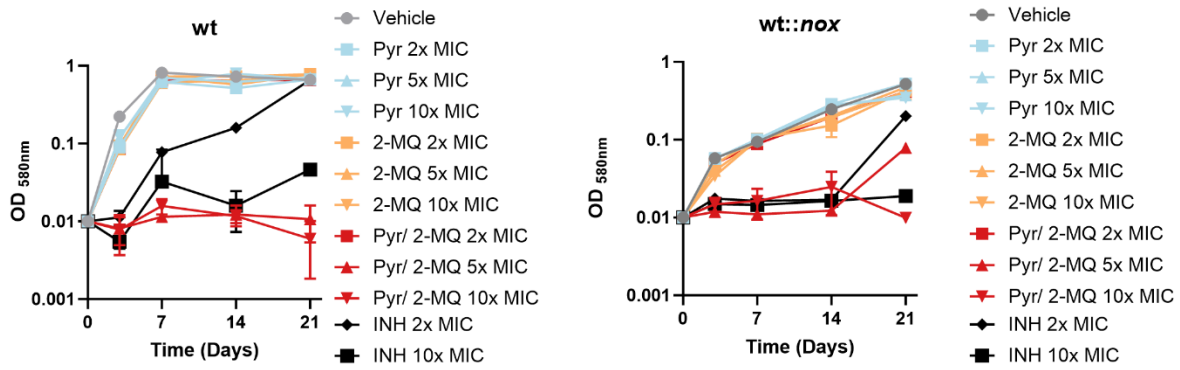 wt
OD 580nm
1
0.1
0.01
0.001
0
7
14
21
Time (Days)
Vehicle
Pyr 2x MIC
Pyr 5x MIC
Pyr 10x MIC
2-MQ 2x MIC
2-MQ 5x MIC
2-MQ 10x MIC
Pyr/ 2-MQ 2x MIC
Pyr/ 2-MQ 5x MIC
Pyr/ 2-MQ 10x MIC
INH 2x MIC
INH 10x MIC
wt::nox
OD 580nm
1
0.1
0.01
0.001
0
7
14
21
Time (Days)
Vehicle
Pyr 2x MIC
Pyr 5x MIC
Pyr 10x MIC
2-MQ 2x MIC
2-MQ 5x MIC
2-MQ 10x MIC
Pyr/ 2-MQ 2x MIC
Pyr/ 2-MQ 5x MIC
Pyr/ 2-MQ 10x MIC
INH 2x MIC
INH 10x MIC